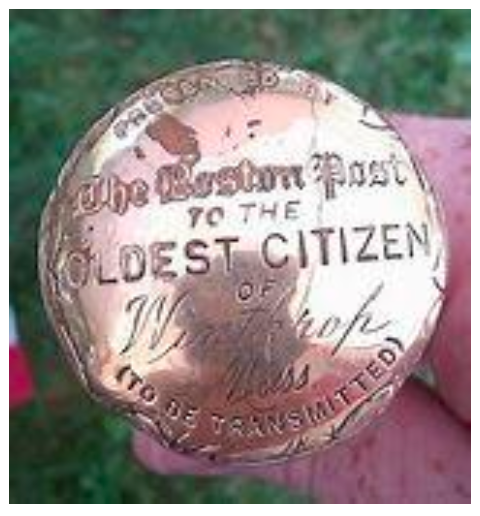 PRESENTED BY
The Boston Post
TO THE
OLDEST CITIZEN
OF
Winthrop
Mass
(TO BE TRANSMITTED)